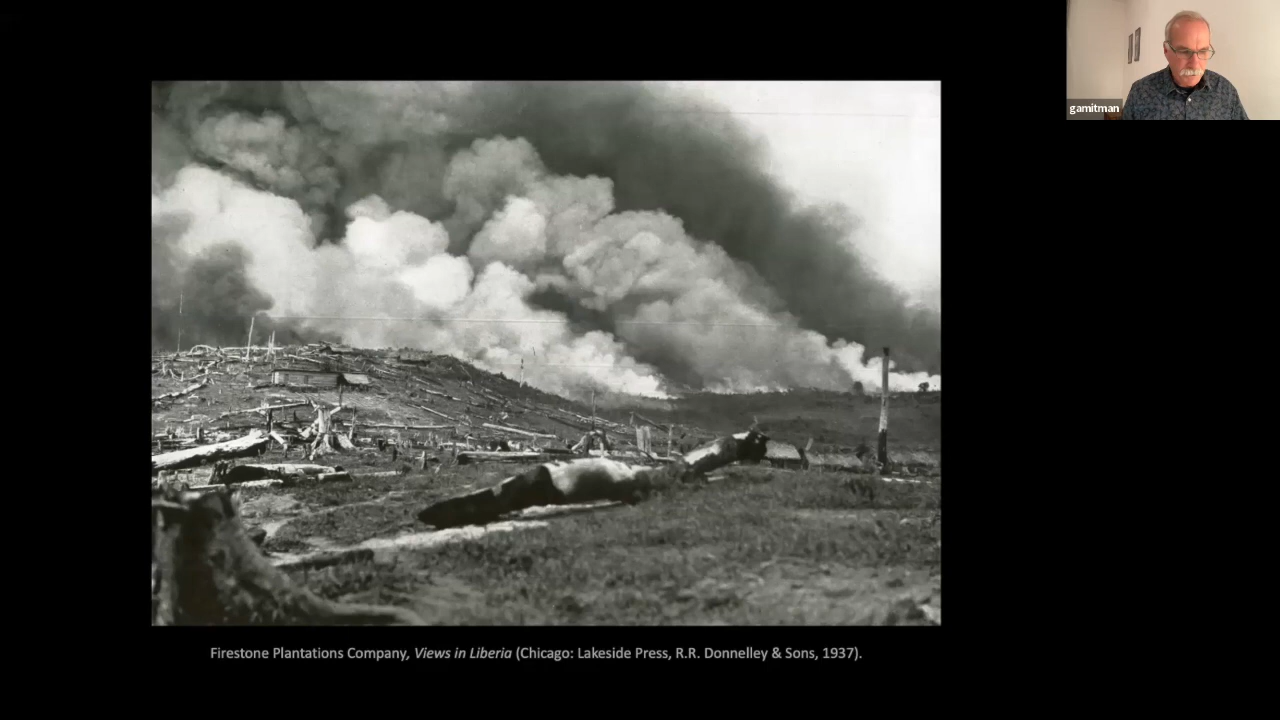 gamitman
Firestone Plantations Company, Views in Liberia (Chicago: Lakeside Press, R.R. Donnelley & Sons, 1937).